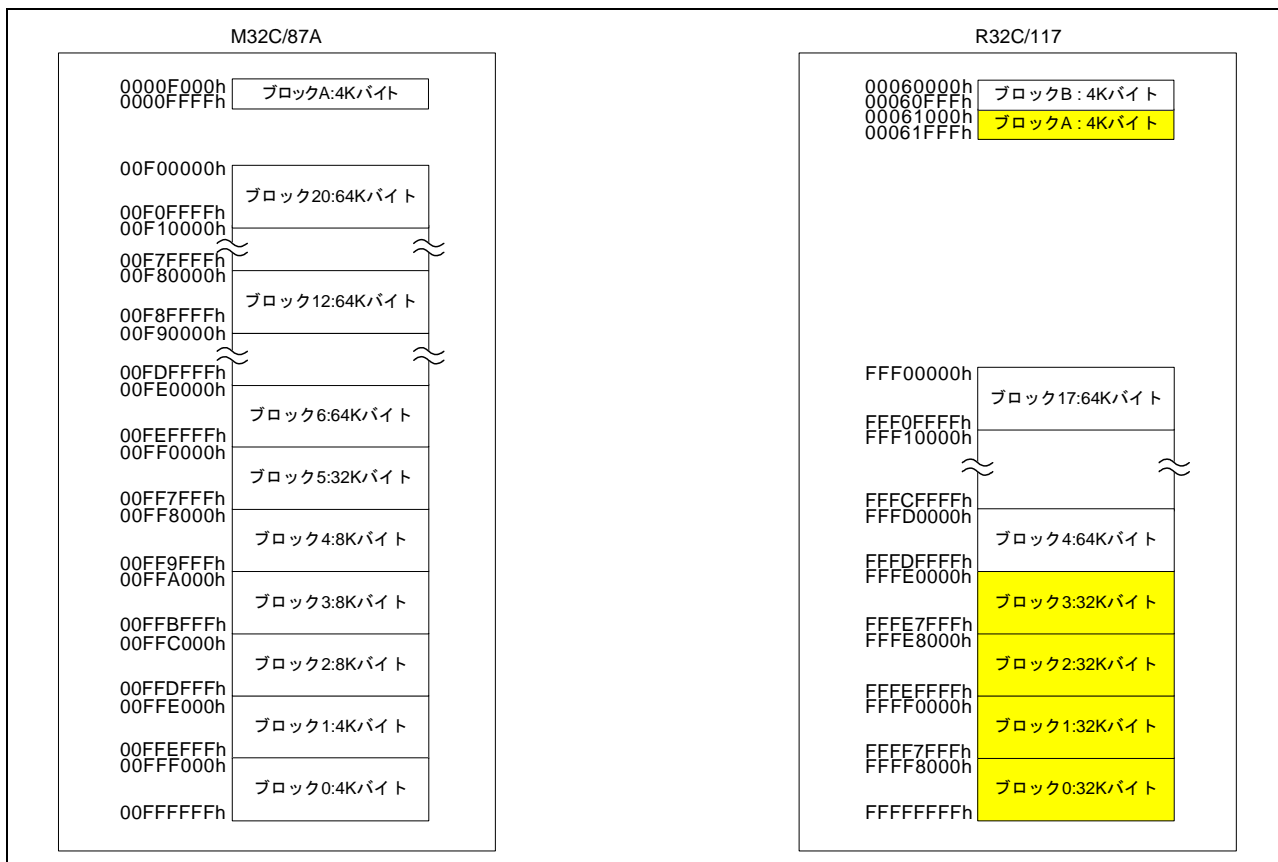 M32C/87A
0000F000h
0000FFFFh
ブロックA:4Kバイト
00F00000h
ブロック20:64Kバイト
00F0FFFFh
00F10000h
00F7FFFFh
00F80000h
ブロック12:64Kバイト
00F8FFFFh
00F90000h
00FDFFFFh
00FE0000h
ブロック6:64Kバイト
00FEFFFFh
00FF0000h
ブロック5:32Kバイト
00FF7FFFh
00FF8000h
ブロック4:8Kバイト
00FF9FFFh
00FFA000h
ブロック3:8Kバイト
00FFBFFFh
00FFC000h
ブロック2:8Kバイト
00FFDFFFh
00FFE000h
ブロック1:4Kバイト
00FFEFFFh
00FFF000h
ブロック0:4Kバイト
00FFFFFFh
R32C/117
00060000h
00060FFFh
ブロックB : 4Kバイト
00061000h
00061FFFh
ブロックA : 4Kバイト
FFF00000h
ブロック17:64Kバイト
FFF0FFFFh
FFF10000h
FFFCFFFFh
FFFD0000h
ブロック4:64Kバイト
FFFDFFFFh
FFFE0000h
ブロック3:32Kバイト
FFFE7FFFh
FFFE8000h
ブロック2:32Kバイト
FFFEFFFFh
FFFF0000h
ブロック1:32Kバイト
FFFF7FFFh
FFFF8000h
ブロック0:32Kバイト
FFFFFFFFh